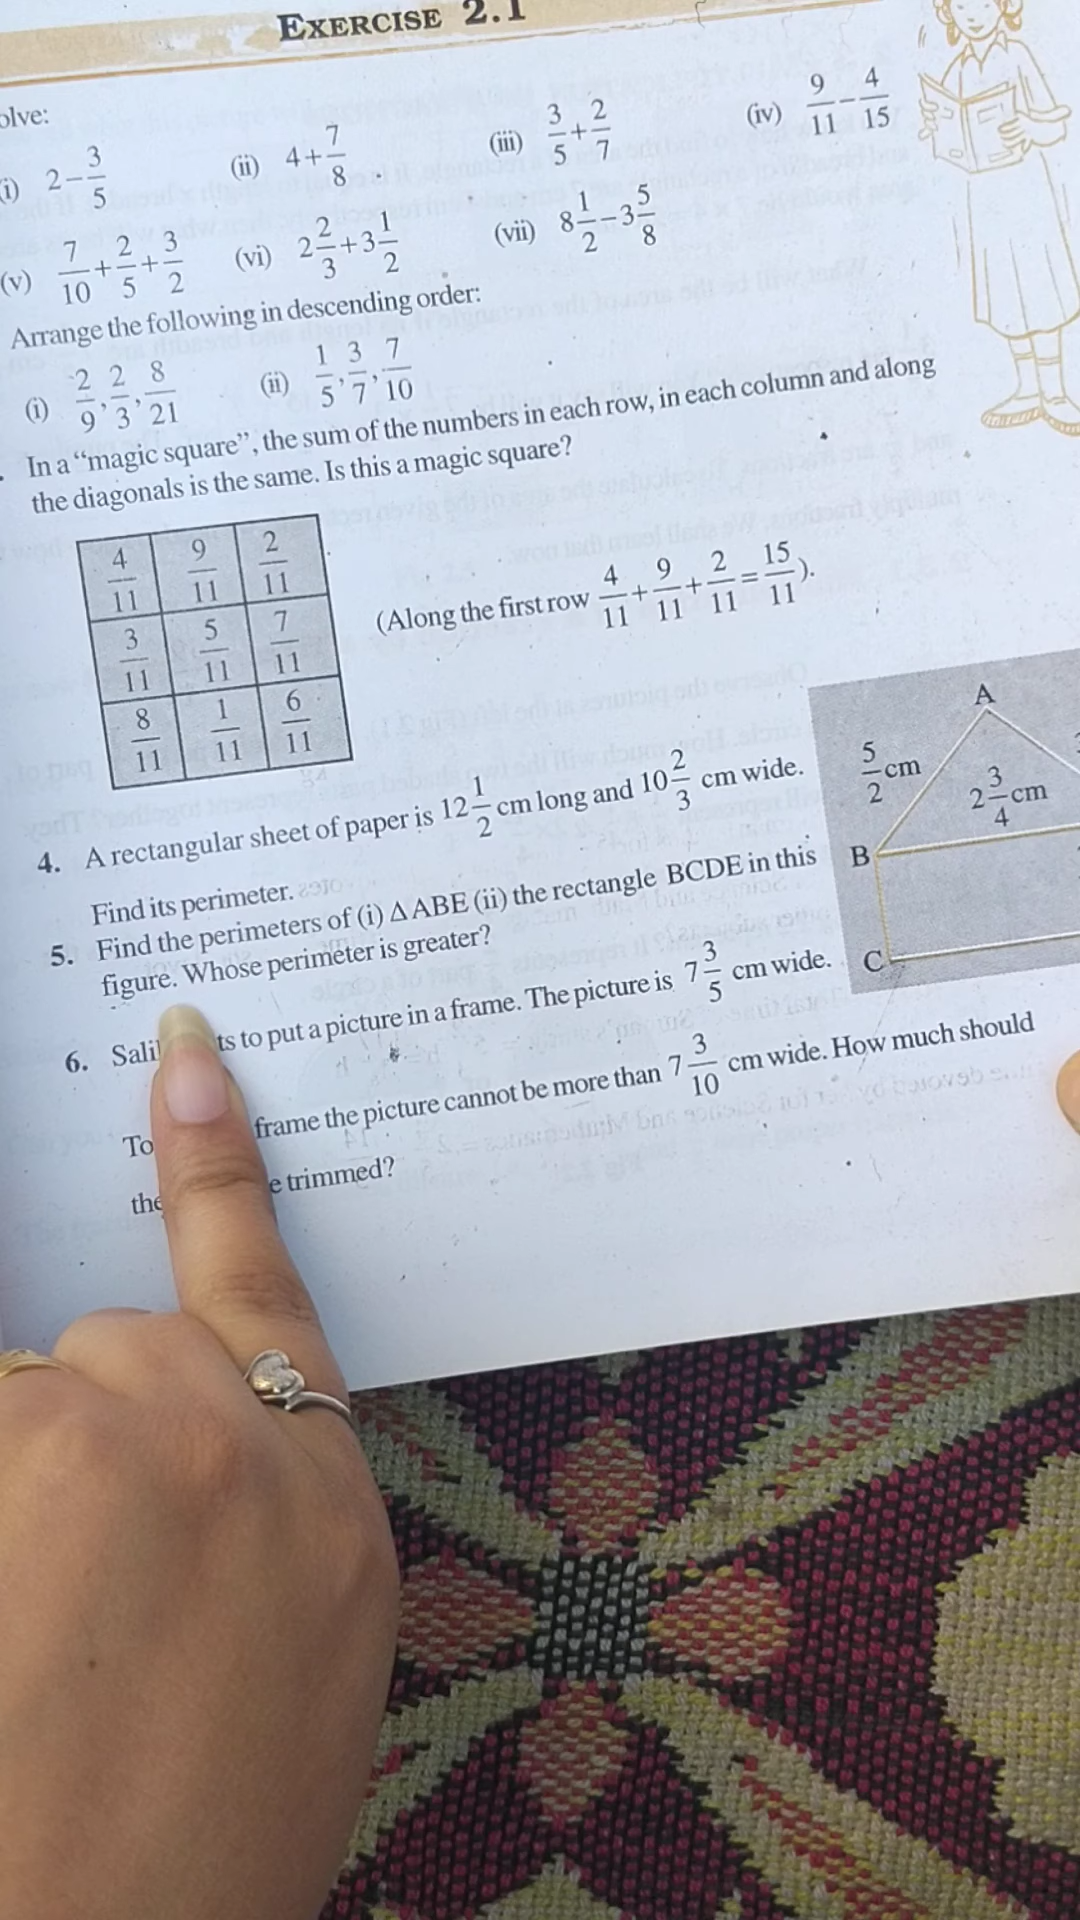 EXERCISE 2.1
olve:
i) 2 − 3/5 (ii) 4 + 7/8 (iii) 3/5 + 2/7 (iv) 9/11 − 4/15
(v) 7/10 + 2/5 + 3/2 (vi) 2 2/3 + 3 1/2 (vii) 8 1/2 − 3 5/8
Arrange the following in descending order:
(i) 2/9, 2/3, 8/21 (ii) 1/5, 3/7, 7/10
In a “magic square”, the sum of the numbers in each row, in each column and along
the diagonals is the same. Is this a magic square?
4/11 9/11 2/11
3/11 5/11 7/11
8/11 1/11 6/11
(Along the first row 4/11 + 9/11 + 2/11 = 15/11).
4. A rectangular sheet of paper is 12 1/2 cm long and 10 2/3 cm wide.
Find its perimeter.
5. Find the perimeters of (i) △ABE (ii) the rectangle BCDE in this
figure. Whose perimeter is greater?
A
5/2 cm
2 3/4 cm
B
C
6. Sali ts to put a picture in a frame. The picture is 7 3/5 cm wide.
To frame the picture cannot be more than 7 3/10 cm wide. How much should
the e trimmed?